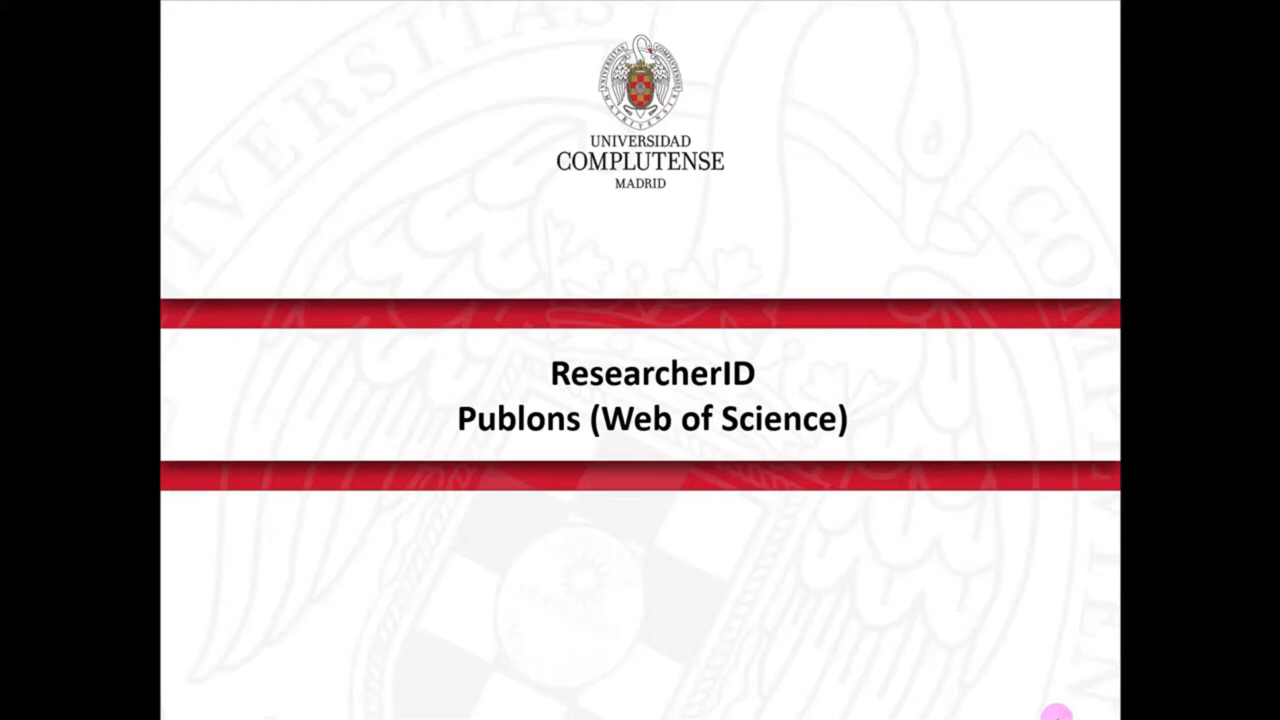 UNIVERSIDAD
COMPLUTENSE
MADRID
ResearcherID
Publons (Web of Science)